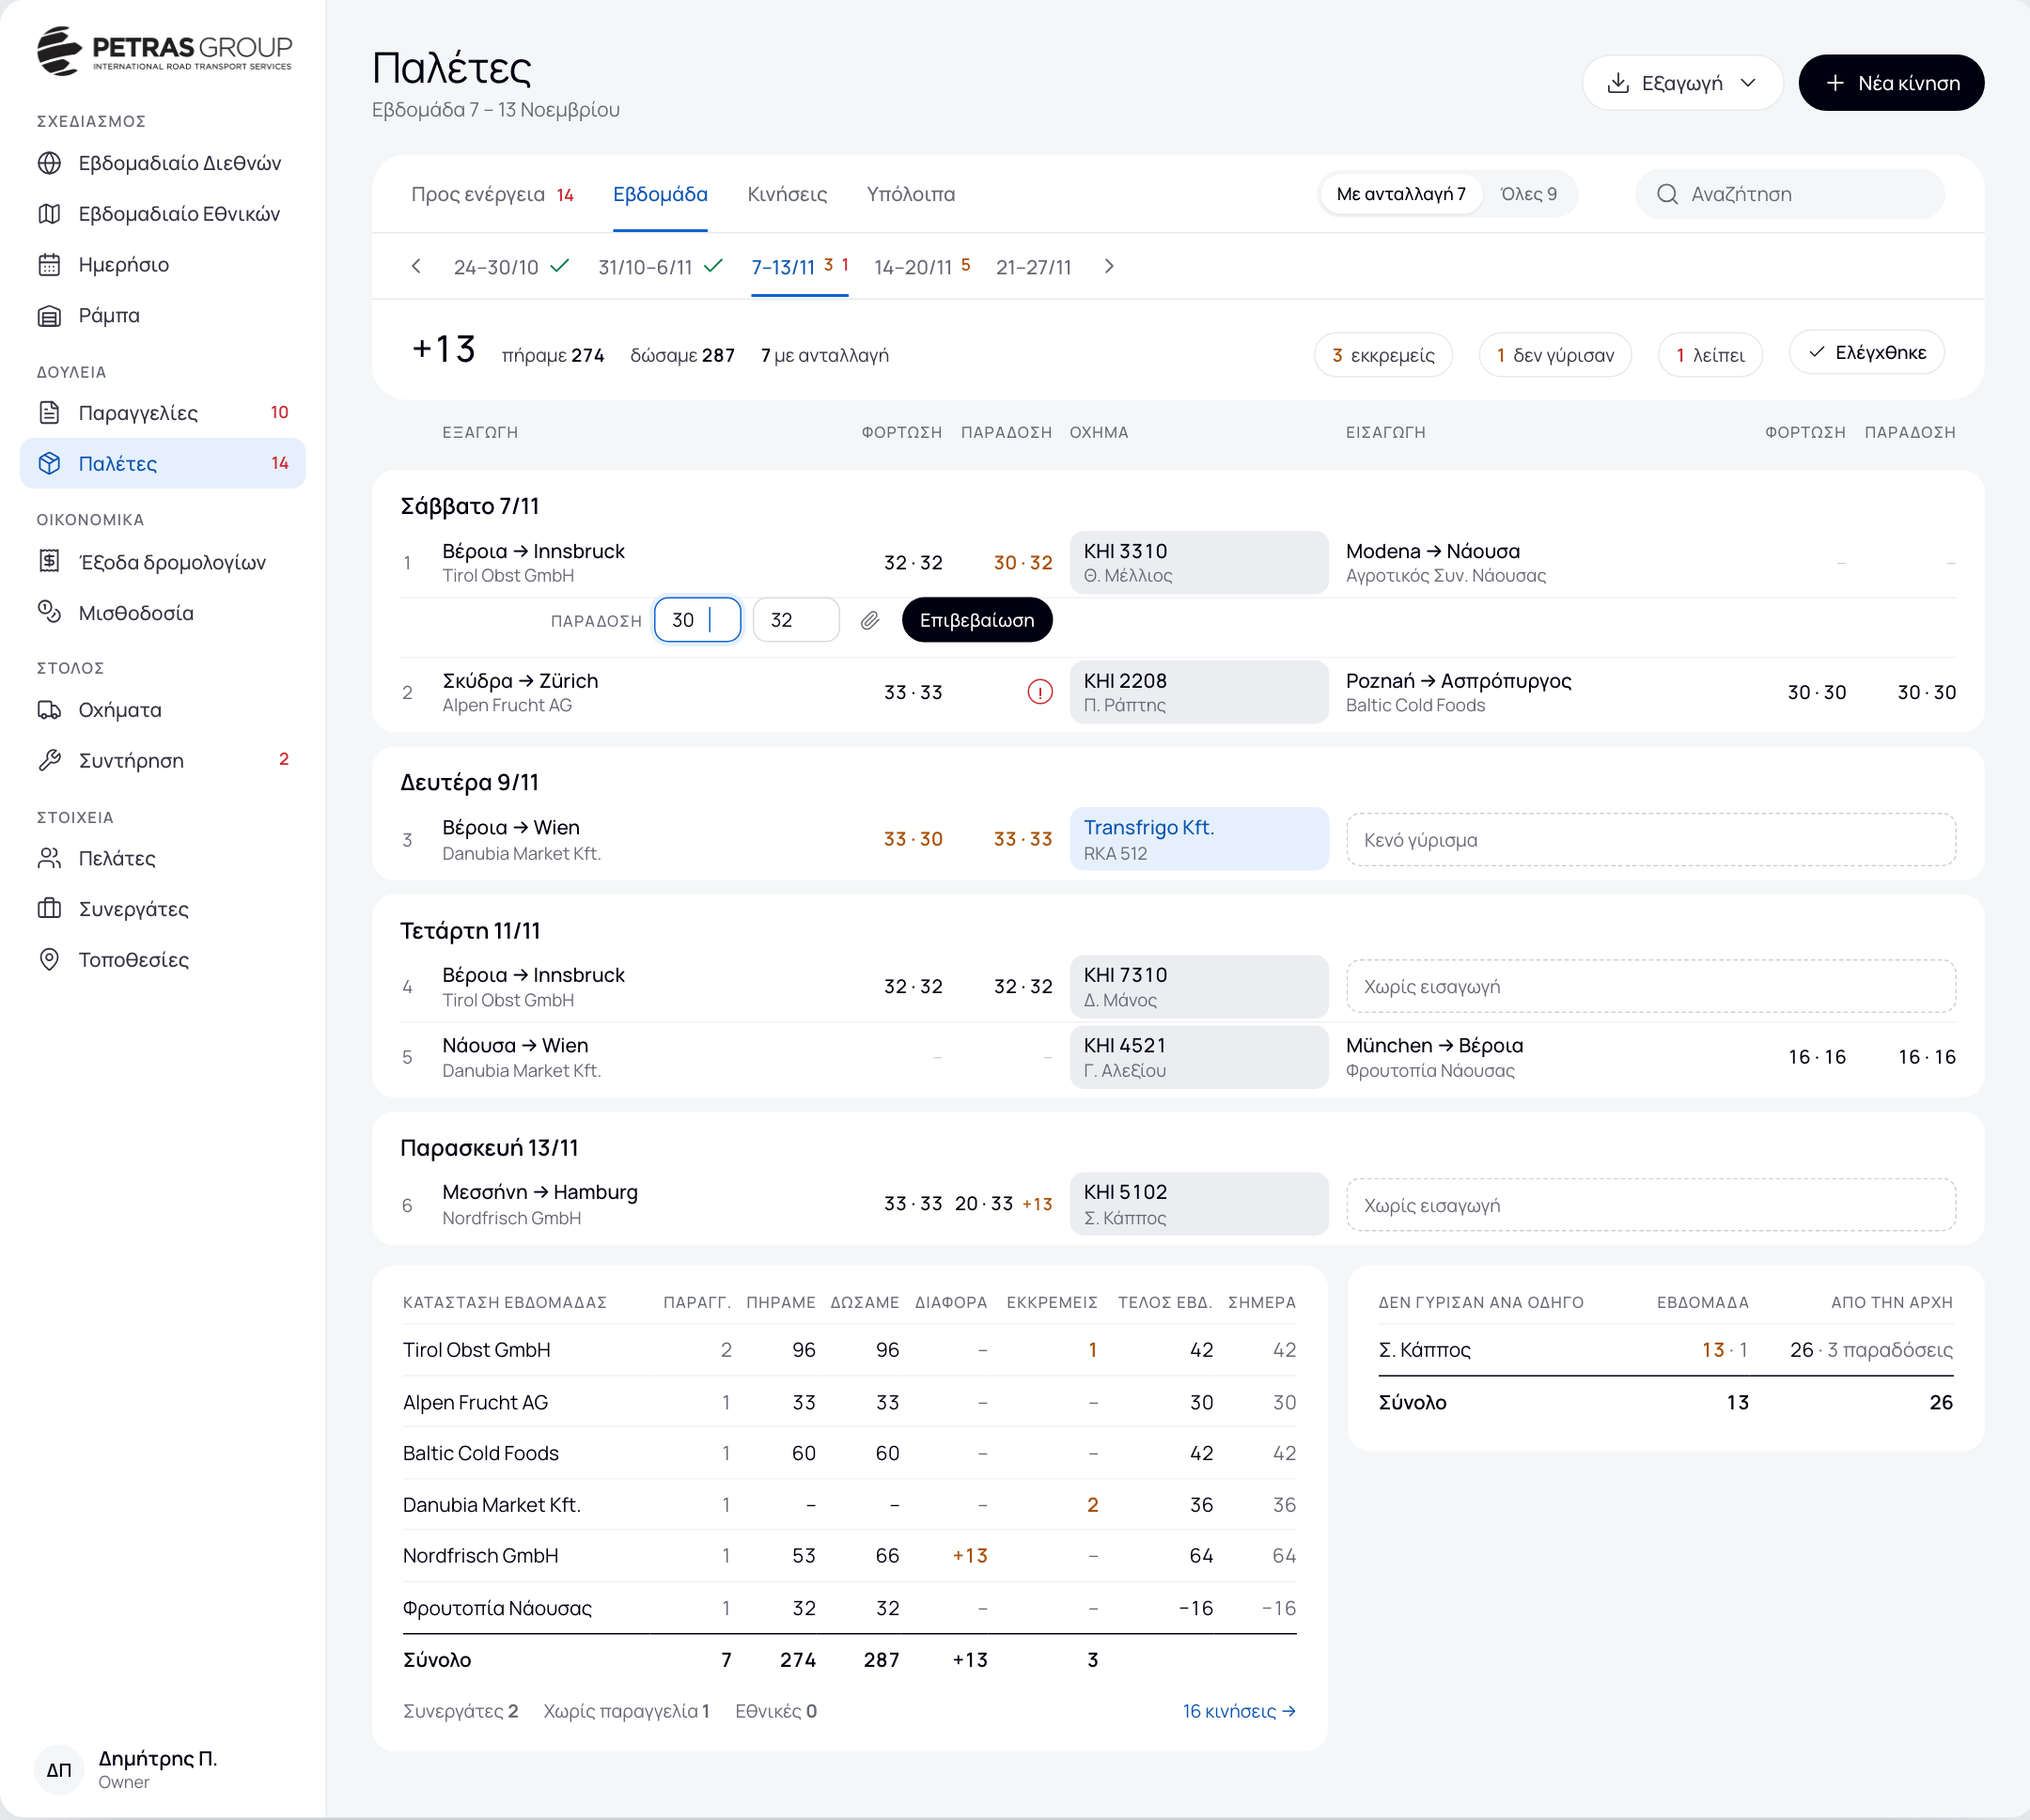 PETRAS GROUP
INTERNATIONAL ROAD TRANSPORT SERVICES
ΣΧΕΔΙΑΣΜΟΣ
Εβδομαδιαίο Διεθνών
Εβδομαδιαίο Εθνικών
Ημερήσιο
Ράμπα
ΔΟΥΛΕΙΑ
Παραγγελίες 10
Παλέτες 14
ΟΙΚΟΝΟΜΙΚΑ
Έξοδα δρομολογίων
Μισθοδοσία
ΣΤΟΛΟΣ
Οχήματα
Συντήρηση 2
ΣΤΟΙΧΕΙΑ
Πελάτες
Συνεργάτες
Τοποθεσίες
ΔΠ
Δημήτρης Π.
Owner
Παλέτες
Εβδομάδα 7 – 13 Νοεμβρίου
Εξαγωγή
+ Νέα κίνηση
Προς ενέργεια 14 Εβδομάδα Κινήσεις Υπόλοιπα Με ανταλλαγή 7 Όλες 9 Αναζήτηση
24–30/10 31/10–6/11 7–13/11 3 1 14–20/11 5 21–27/11
+13 πήραμε 274 δώσαμε 287 7 με ανταλλαγή 3 εκκρεμείς 1 δεν γύρισαν 1 λείπει Ελέγχθηκε
ΕΞΑΓΩΓΗ ΦΟΡΤΩΣΗ ΠΑΡΑΔΟΣΗ ΟΧΗΜΑ ΕΙΣΑΓΩΓΗ ΦΟΡΤΩΣΗ ΠΑΡΑΔΟΣΗ
Σάββατο 7/11
1 Βέροια → Innsbruck 32 · 32 30 · 32 KHI 3310 Modena → Νάουσα – –
Tirol Obst GmbH Θ. Μέλλιος Αγροτικός Συν. Νάουσας
ΠΑΡΑΔΟΣΗ 30 32 Επιβεβαίωση
2 Σκύδρα → Zürich 33 · 33 ! KHI 2208 Poznań → Ασπρόπυργος 30 · 30 30 · 30
Alpen Frucht AG Π. Ράπτης Baltic Cold Foods
Δευτέρα 9/11
3 Βέροια → Wien 33 · 30 33 · 33 Transfrigo Kft. Κενό γύρισμα
Danubia Market Kft. RKA 512
Τετάρτη 11/11
4 Βέροια → Innsbruck 32 · 32 32 · 32 KHI 7310 Χωρίς εισαγωγή
Tirol Obst GmbH Δ. Μάνος
5 Νάουσα → Wien – – KHI 4521 München → Βέροια 16 · 16 16 · 16
Danubia Market Kft. Γ. Αλεξίου Φρουτοπία Νάουσας
Παρασκευή 13/11
6 Μεσσήνη → Hamburg 33 · 33 20 · 33 +13 KHI 5102 Χωρίς εισαγωγή
Nordfrisch GmbH Σ. Κάππος
ΚΑΤΑΣΤΑΣΗ ΕΒΔΟΜΑΔΑΣ ΠΑΡΑΓΓ. ΠΗΡΑΜΕ ΔΩΣΑΜΕ ΔΙΑΦΟΡΑ ΕΚΚΡΕΜΕΙΣ ΤΕΛΟΣ ΕΒΔ. ΣΗΜΕΡΑ
Tirol Obst GmbH 2 96 96 – 1 42 42
Alpen Frucht AG 1 33 33 – – 30 30
Baltic Cold Foods 1 60 60 – – 42 42
Danubia Market Kft. 1 – – – 2 36 36
Nordfrisch GmbH 1 53 66 +13 – 64 64
Φρουτοπία Νάουσας 1 32 32 – – −16 −16
Σύνολο 7 274 287 +13 3
Συνεργάτες 2 Χωρίς παραγγελία 1 Εθνικές 0 16 κινήσεις →
ΔΕΝ ΓΥΡΙΣΑΝ ΑΝΑ ΟΔΗΓΟ ΕΒΔΟΜΑΔΑ ΑΠΟ ΤΗΝ ΑΡΧΗ
Σ. Κάππος 13 · 1 26 · 3 παραδόσεις
Σύνολο 13 26